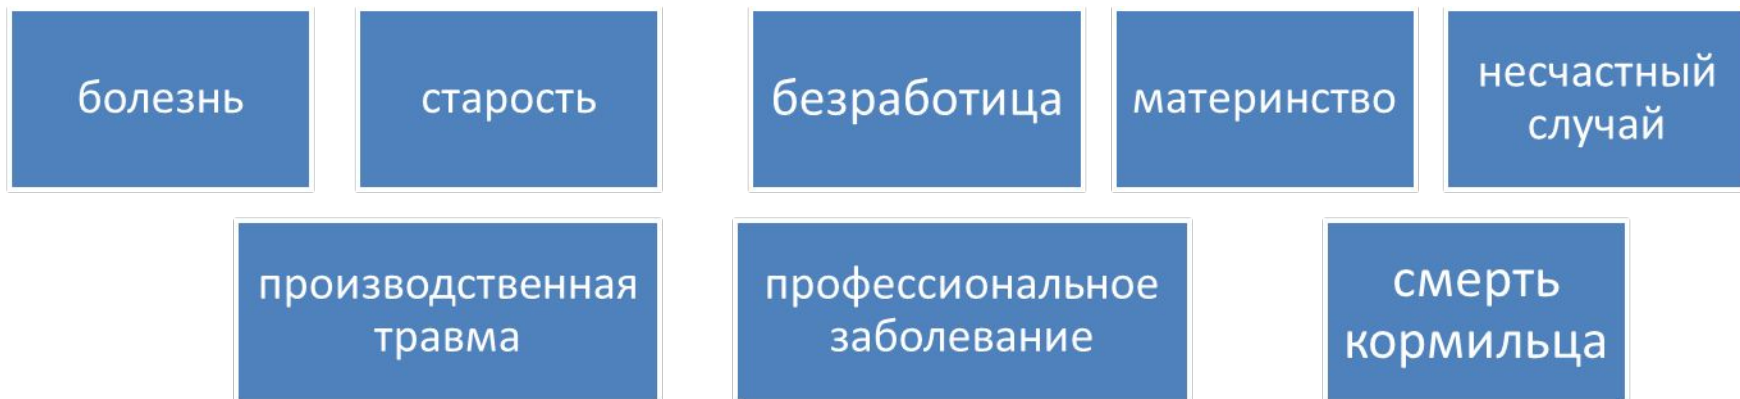 болезнь
старость
безработица
материнство
несчастный
случай
производственная
травма
профессиональное
заболевание
смерть
кормильца